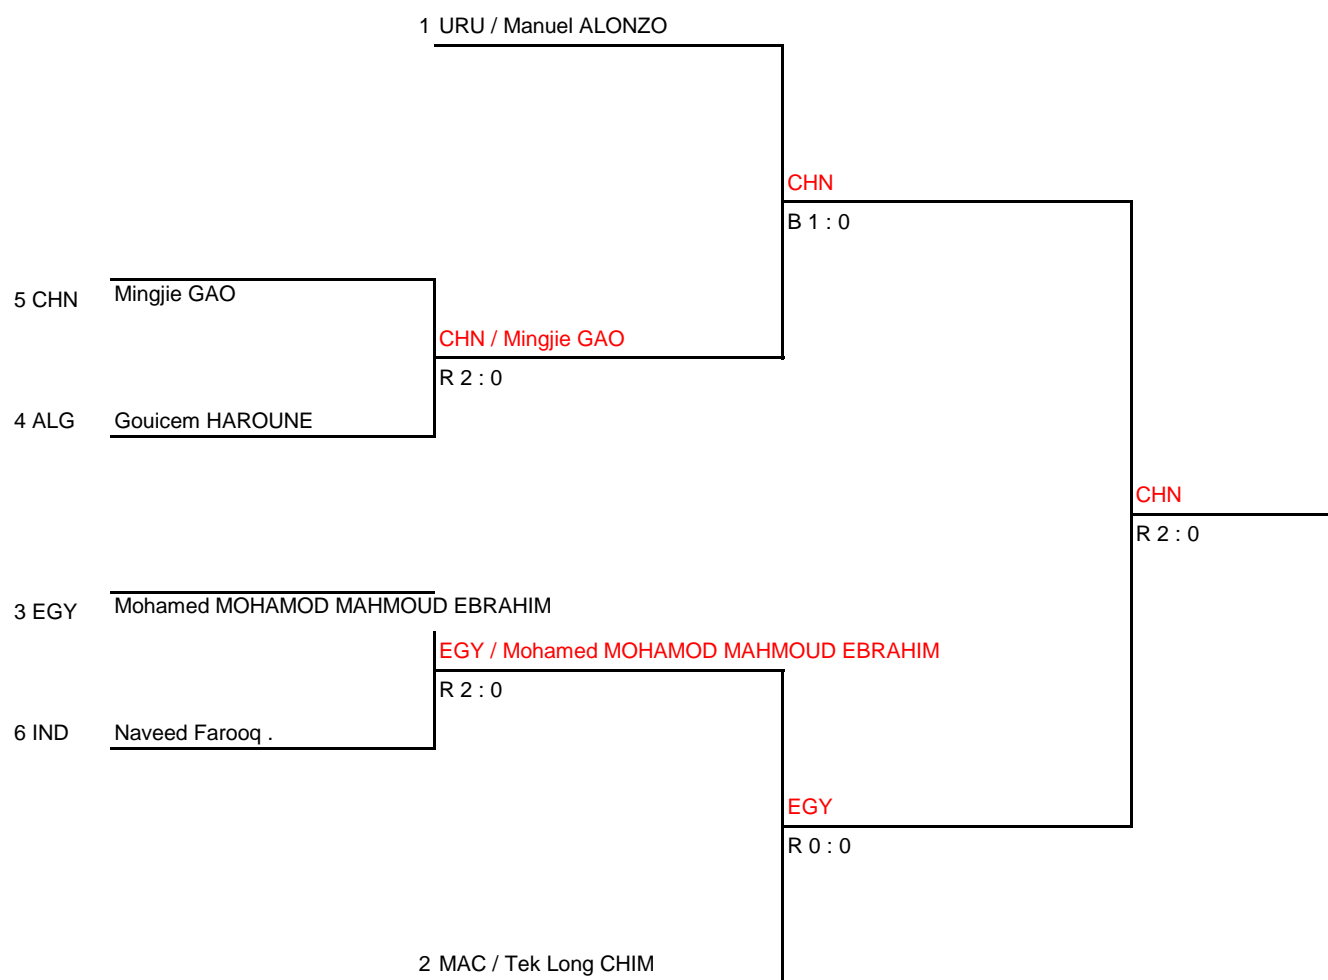 1 URU / Manuel ALONZO
CHN
B 1 : 0
5 CHN Mingjie GAO
CHN / Mingjie GAO
R 2 : 0
4 ALG Gouicem HAROUNE
CHN
R 2 : 0
3 EGY Mohamed MOHAMOD MAHMOUD EBRAHIM
EGY / Mohamed MOHAMOD MAHMOUD EBRAHIM
R 2 : 0
6 IND Naveed Farooq .
EGY
R 0 : 0
2 MAC / Tek Long CHIM